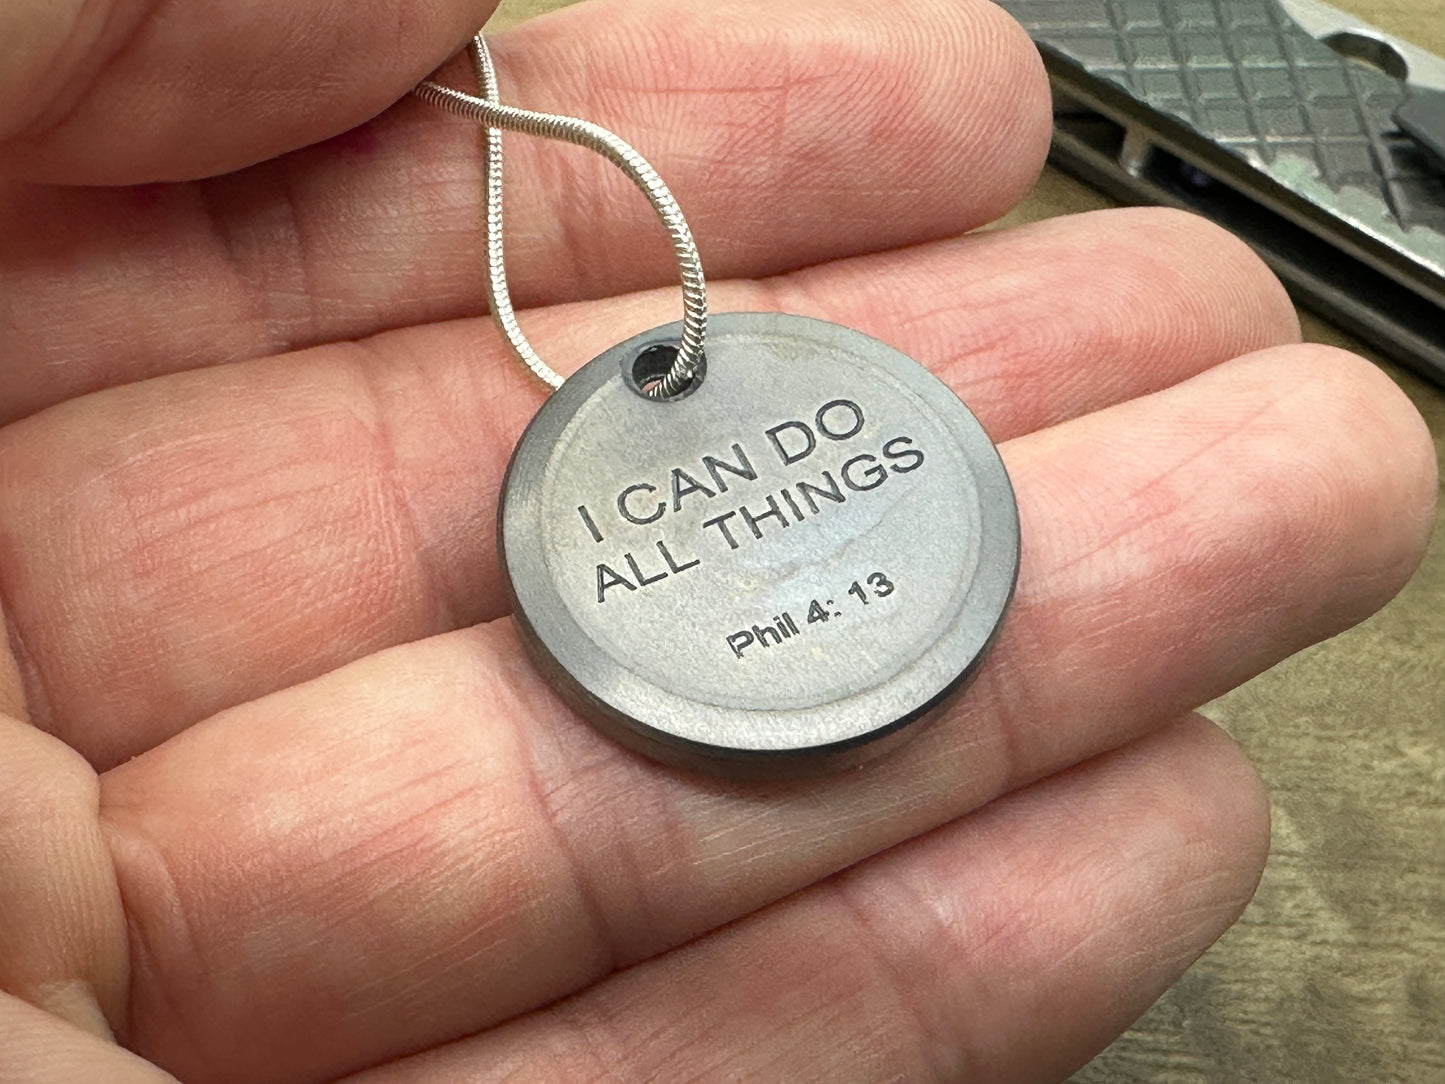 I CAN DO
ALL THINGS
Phil 4: 13